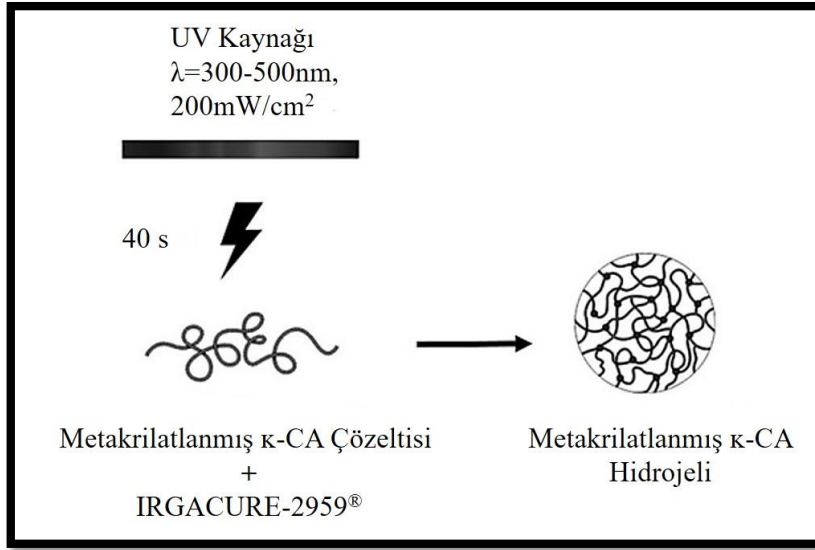 UV Kaynağı
λ=300-500nm,
200mW/cm²
40 s
Metakrilatlanmış κ-CA Çözeltisi
+
IRGACURE-2959®
Metakrilatlanmış κ-CA
Hidrojeli